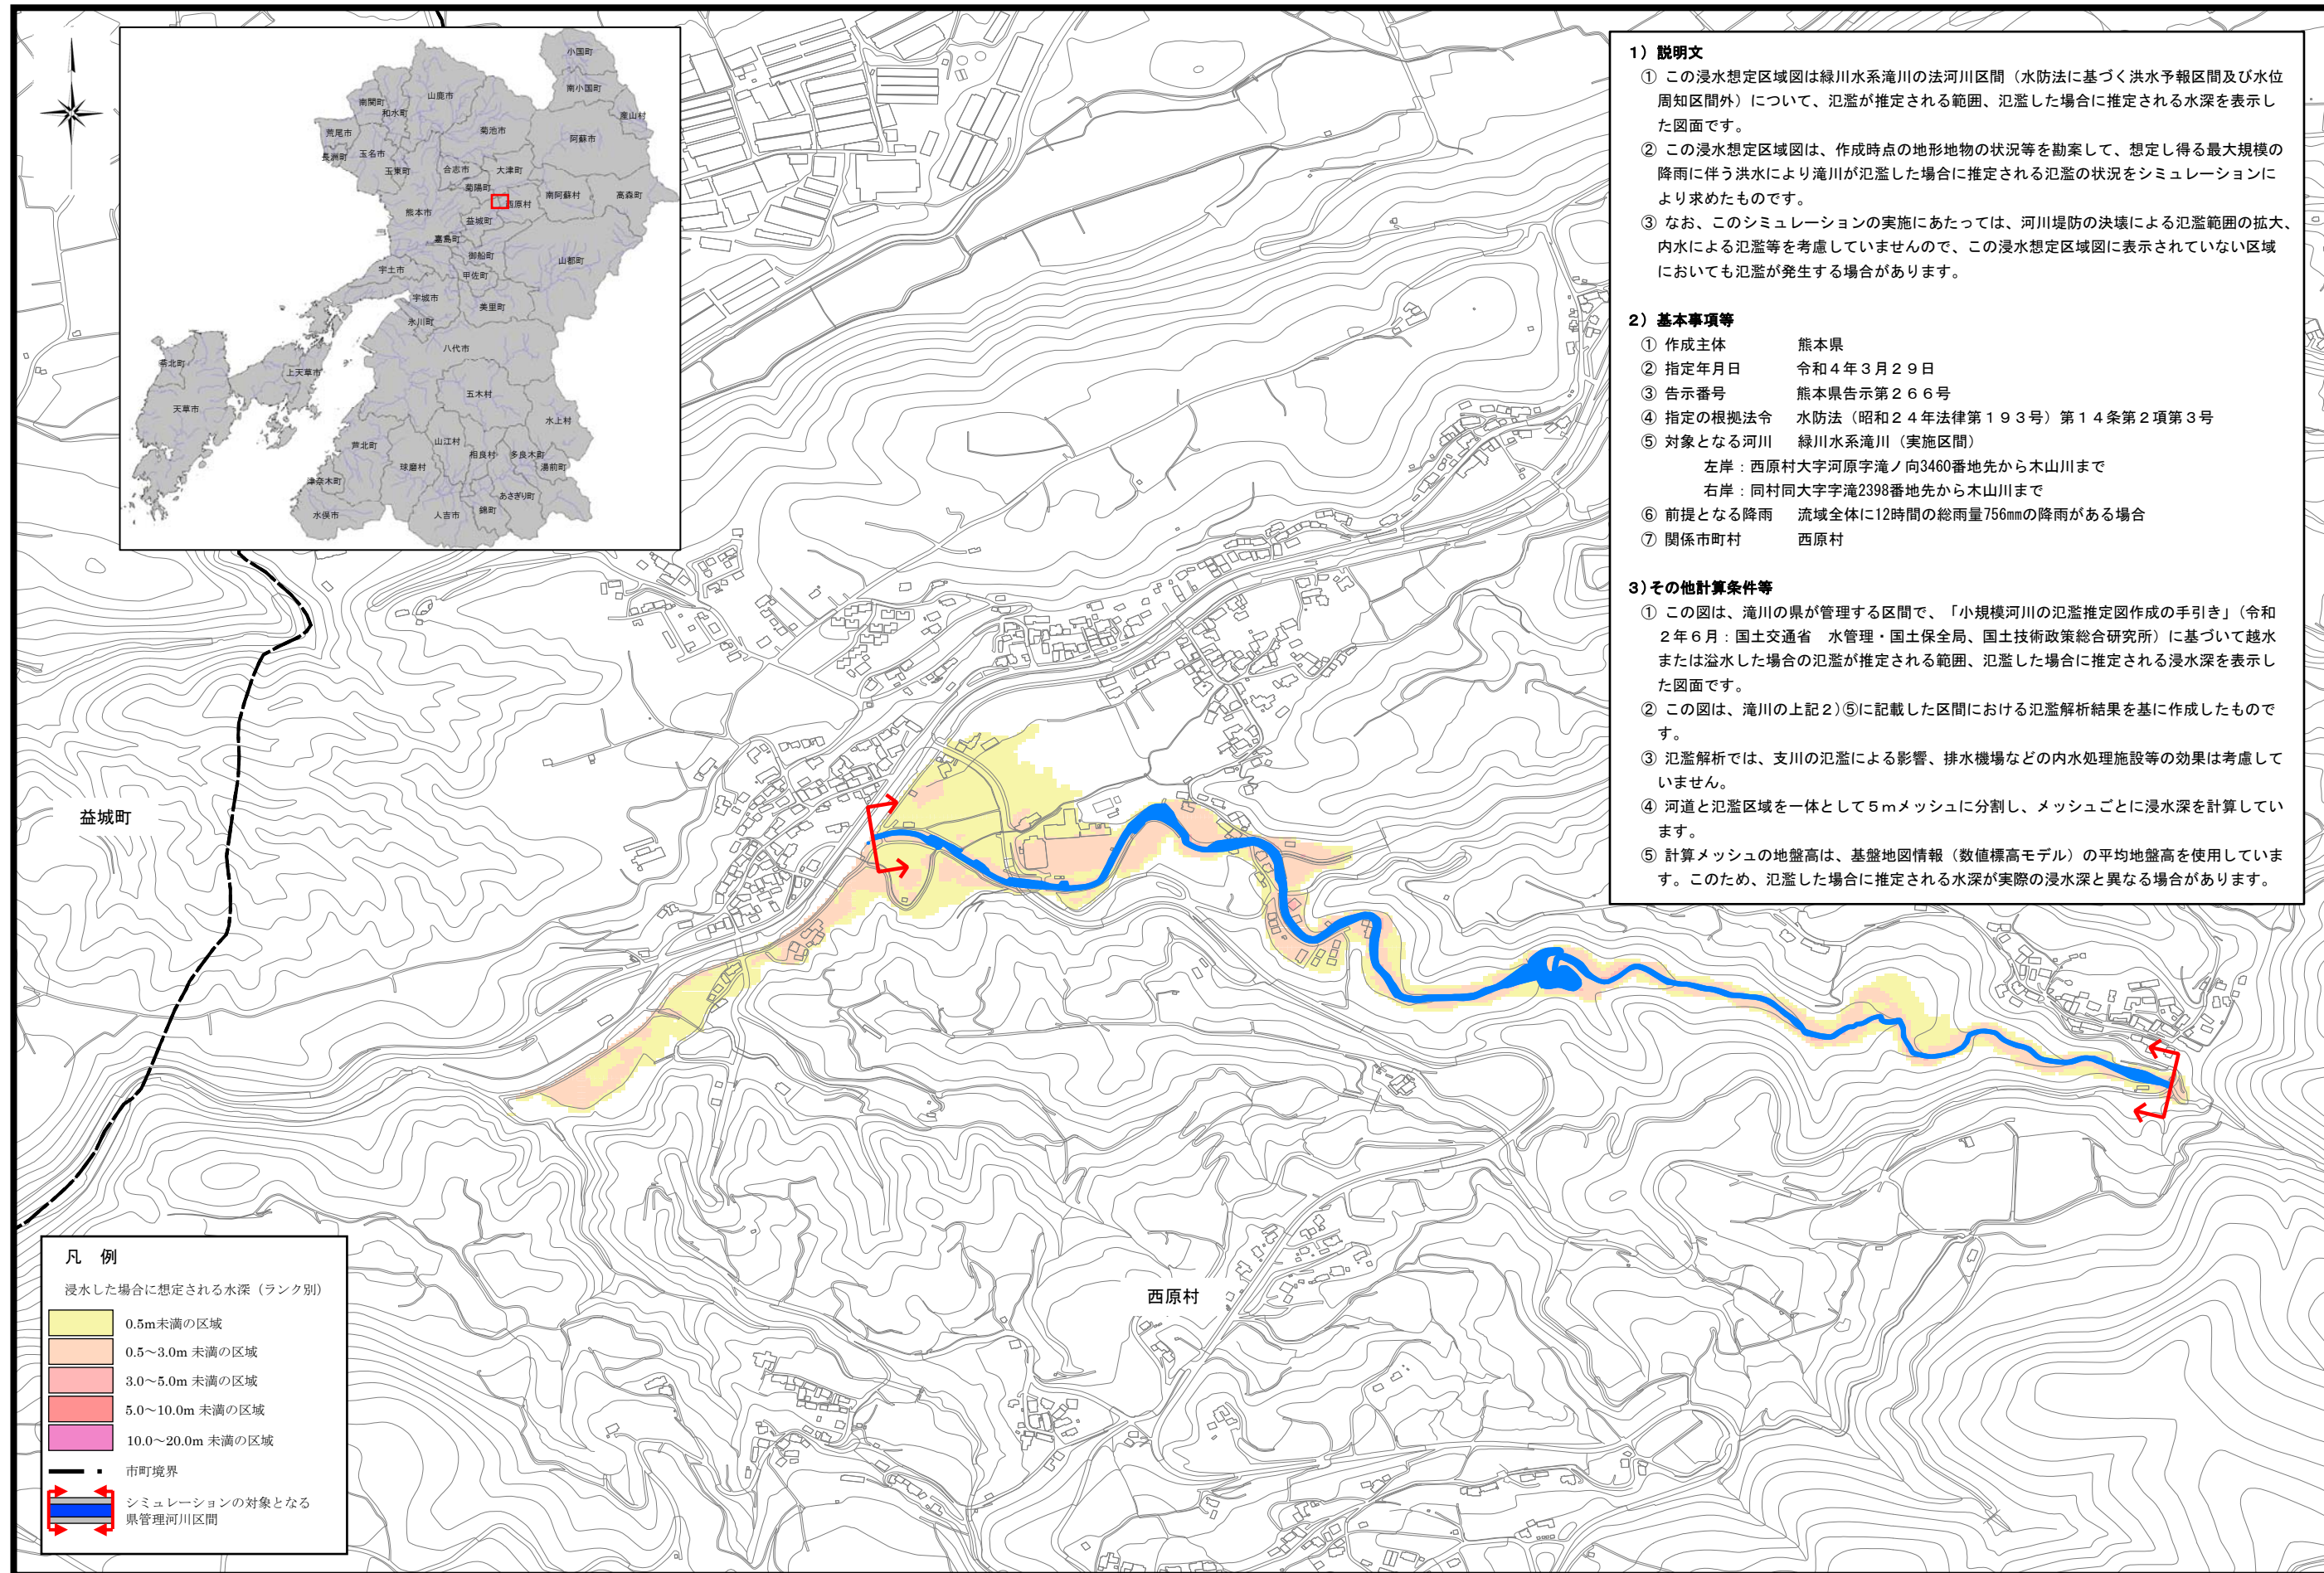 小国町
南小国町
産山村
山鹿市
南関町
和水町
荒尾市
長洲町
玉名市
玉東町
菊池市
阿蘇市
合志市
大津町
菊陽町
西原村
南阿蘇村
高森町
熊本市
益城町
嘉島町
御船町
山都町
宇土市
甲佐町
宇城市
美里町
氷川町
八代市
苓北町
上天草市
天草市
五木村
水上村
芦北町
山江村
相良村
多良木町
湯前町
球磨村
津奈木町
あさぎり町
錦町
水俣市
人吉市
1）説明文
① この浸水想定区域図は緑川水系滝川の法河川区間（水防法に基づく洪水予報区間及び水位
周知区間外）について、氾濫が推定される範囲、氾濫した場合に推定される水深を表示し
た図面です。
② この浸水想定区域図は、作成時点の地形地物の状況等を勘案して、想定し得る最大規模の
降雨に伴う洪水により滝川が氾濫した場合に推定される氾濫の状況をシミュレーションに
より求めたものです。
③ なお、このシミュレーションの実施にあたっては、河川堤防の決壊による氾濫範囲の拡大、
内水による氾濫等を考慮していませんので、この浸水想定区域図に表示されていない区域
においても氾濫が発生する場合があります。
2）基本事項等
① 作成主体　熊本県
② 指定年月日　令和４年３月２９日
③ 告示番号　熊本県告示第２６６号
④ 指定の根拠法令　水防法（昭和２４年法律第１９３号）第１４条第２項第３号
⑤ 対象となる河川　緑川水系滝川（実施区間）
左岸：西原村大字河原字滝ノ向3460番地先から木山川まで
右岸：同村同大字字滝2398番地先から木山川まで
⑥ 前提となる降雨　流域全体に12時間の総雨量756㎜の降雨がある場合
⑦ 関係市町村　西原村
3)その他計算条件等
① この図は、滝川の県が管理する区間で、「小規模河川の氾濫推定図作成の手引き」（令和
２年６月：国土交通省　水管理・国土保全局、国土技術政策総合研究所）に基づいて越水
または溢水した場合の氾濫が推定される範囲、氾濫した場合に推定される浸水深を表示し
た図面です。
② この図は、滝川の上記２)⑤に記載した区間における氾濫解析結果を基に作成したもので
す。
③ 氾濫解析では、支川の氾濫による影響、排水機場などの内水処理施設等の効果は考慮して
いません。
④ 河道と氾濫区域を一体として５ｍメッシュに分割し、メッシュごとに浸水深を計算してい
ます。
⑤ 計算メッシュの地盤高は、基盤地図情報（数値標高モデル）の平均地盤高を使用していま
す。このため、氾濫した場合に推定される水深が実際の浸水深と異なる場合があります。
益城町
西原村
凡　例
浸水した場合に想定される水深（ランク別）
0.5m未満の区域
0.5～3.0m 未満の区域
3.0～5.0m 未満の区域
5.0～10.0m 未満の区域
10.0～20.0m 未満の区域
市町境界
シミュレーションの対象となる
県管理河川区間